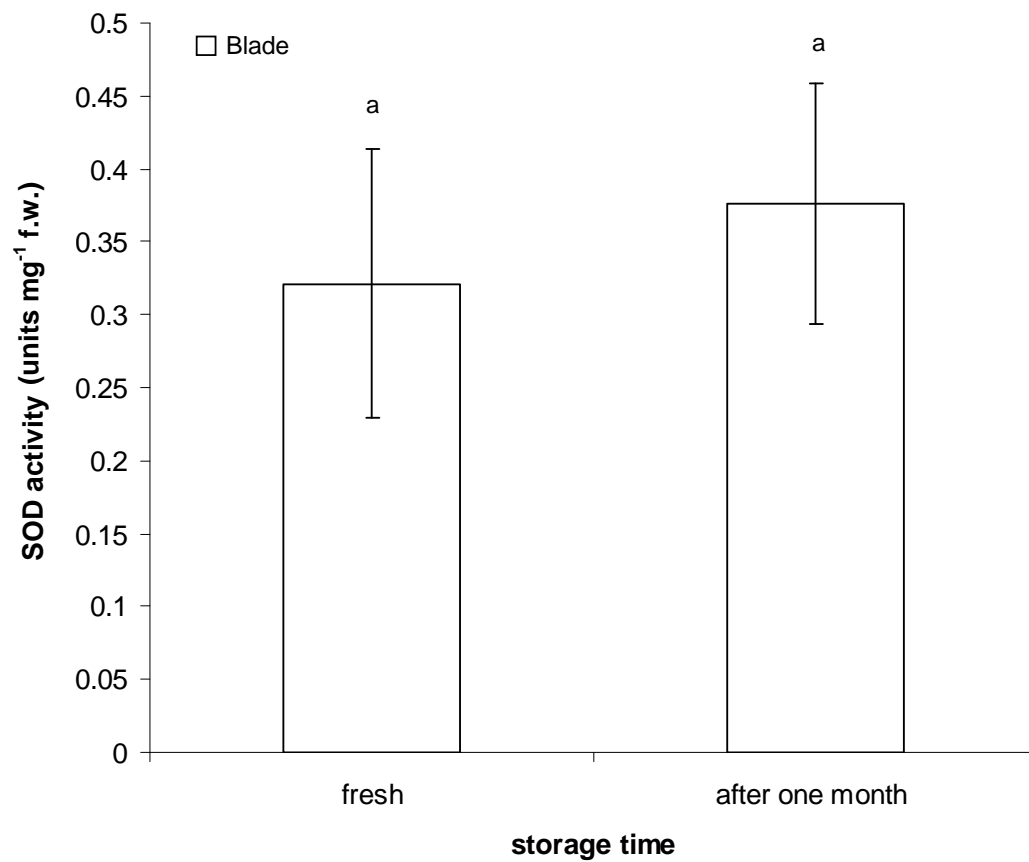 0.5
Blade
a
a
0.45
0.4
0.35
0.3
0.25
0.2
0.15
0.1
0.05
0
SOD activity (units mg⁻¹ f.w.)
fresh
after one month
storage time